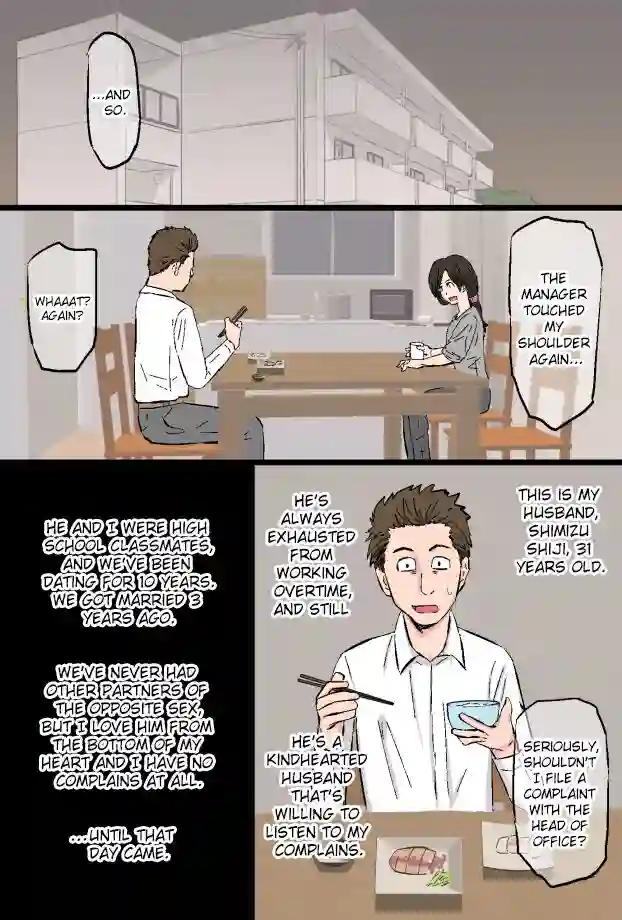 ...AND
SO.
THE
MANAGER
TOUCHED
MY
SHOULDER
AGAIN...
WHAAAT?
AGAIN?
THIS IS MY
HUSBAND,
SHIMIZU
SHIJI, 31
YEARS OLD.
HE'S
ALWAYS
EXHAUSTED
FROM
WORKING
OVERTIME,
AND STILL
HE'S A
KINDHEARTED
HUSBAND
THAT'S
WILLING TO
LISTEN TO MY
COMPLAINS.
SERIOUSLY,
SHOULDN'T
I FILE A
COMPLAINT
WITH THE
HEAD OF
OFFICE?
HE AND I WERE HIGH
SCHOOL CLASSMATES,
AND WE'VE BEEN
DATING FOR 10 YEARS.
WE GOT MARRIED 3
YEARS AGO.
WE'VE NEVER HAD
OTHER PARTNERS OF
THE OPPOSITE SEX,
BUT I LOVE HIM FROM
THE BOTTOM OF MY
HEART AND I HAVE NO
COMPLAINS AT ALL.
...UNTIL THAT
DAY CAME.